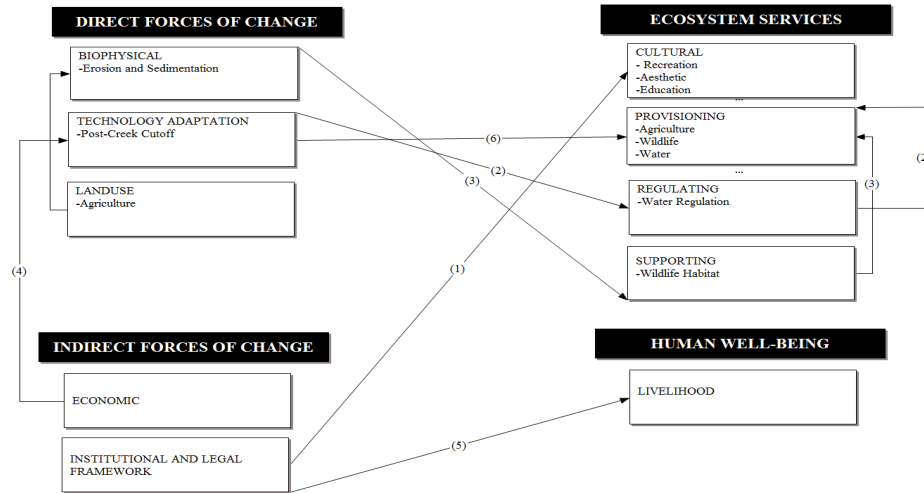 DIRECT FORCES OF CHANGE
BIOPHYSICAL
-Erosion and Sedimentation
TECHNOLOGY ADAPTATION
-Post-Creek Cutoff
LANDUSE
-Agriculture
INDIRECT FORCES OF CHANGE
ECONOMIC
INSTITUTIONAL AND LEGAL
FRAMEWORK
ECOSYSTEM SERVICES
CULTURAL
- Recreation
-Aesthetic
-Education
...
PROVISIONING
-Agriculture
-Wildlife
-Water
...
REGULATING
-Water Regulation
SUPPORTING
-Wildlife Habitat
HUMAN WELL-BEING
LIVELIHOOD
(6)
(2)
(3)
(1)
(4)
(5)
(3)
(2